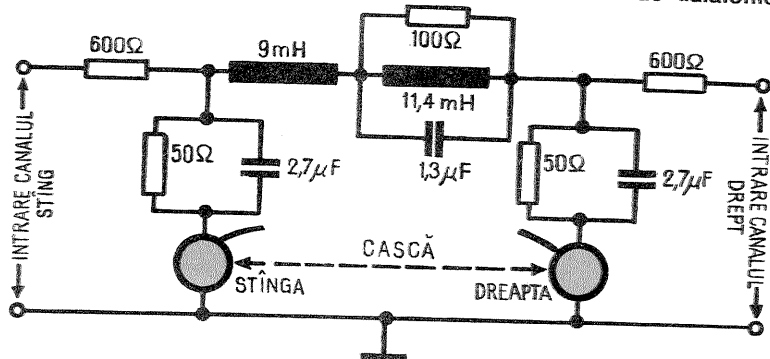 600Ω
9mH
100Ω
11,4 mH
1,3μF
600Ω
50Ω
2,7μF
50Ω
2,7μF
INTRARE CANALUL
STÎNG
CASCĂ
STÎNGA
DREAPTA
INTRARE CANALUL
DREPT